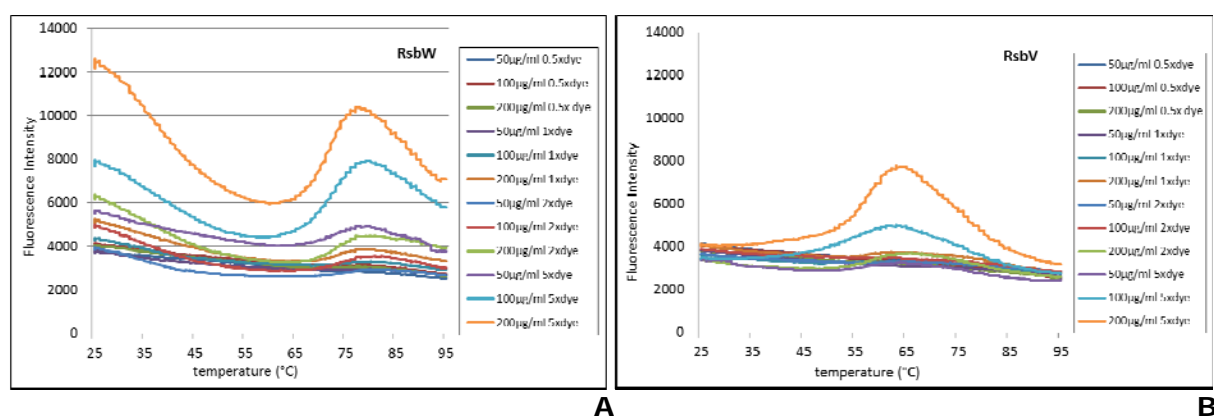 RsbW
Fluorescence Intensity
14000
12000
10000
8000
6000
4000
2000
0
25 35 45 55 65 75 85 95
temperature (°C)
50µg/ml 0.5xdye
100µg/ml 0.5xdye
200µg/ml 0.5x dye
50µg/ml 1xdye
100µg/ml 1xdye
200µg/ml 1xdye
50µg/ml 2xdye
100µg/ml 2xdye
200µg/ml 2xdye
50µg/ml 5xdye
100µg/ml 5xdye
200µg/ml 5xdye
A
RsbV
Fluorescence Intensity
14000
12000
10000
8000
6000
4000
2000
0
25 35 45 55 65 75 85 95
temperature (°C)
50µg/ml 0.5xdye
100µg/ml 0.5xdye
200µg/ml 0.5xdye
50µg/ml 1xdye
100µg/ml 1xdye
200µg/ml 1xdye
50µg/ml 2xdye
100µg/ml 2xdye
200µg/ml 2xdye
50µg/ml 5xdye
100µg/ml 5xdye
200µg/ml 5xdye
B